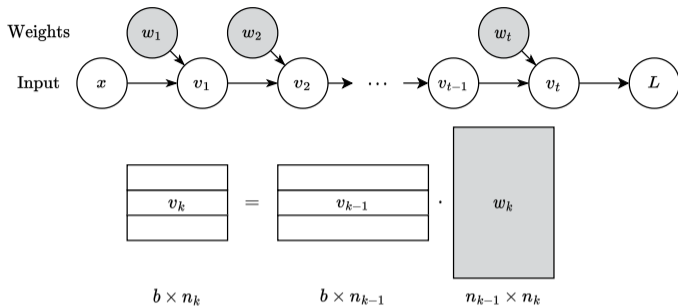 Weights w₁ w₂ wₜ
Input x v₁ v₂ ⋯ vₜ₋₁ vₜ L
vₖ = vₖ₋₁ · wₖ
b × nₖ b × nₖ₋₁ nₖ₋₁ × nₖ